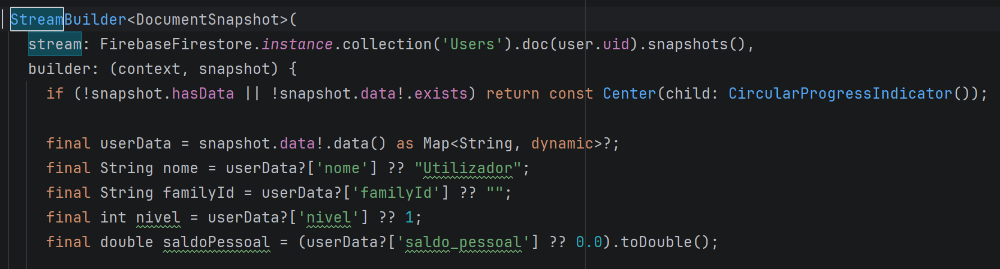 StreamBuilder<DocumentSnapshot>(
stream: FirebaseFirestore.instance.collection('Users').doc(user.uid).snapshots(),
builder: (context, snapshot) {
if (!snapshot.hasData || !snapshot.data!.exists) return const Center(child: CircularProgressIndicator());
final userData = snapshot.data!.data() as Map<String, dynamic>?;
final String nome = userData?['nome'] ?? "Utilizador";
final String familyId = userData?['familyId'] ?? "";
final int nivel = userData?['nivel'] ?? 1;
final double saldoPessoal = (userData?['saldo_pessoal'] ?? 0.0).toDouble();